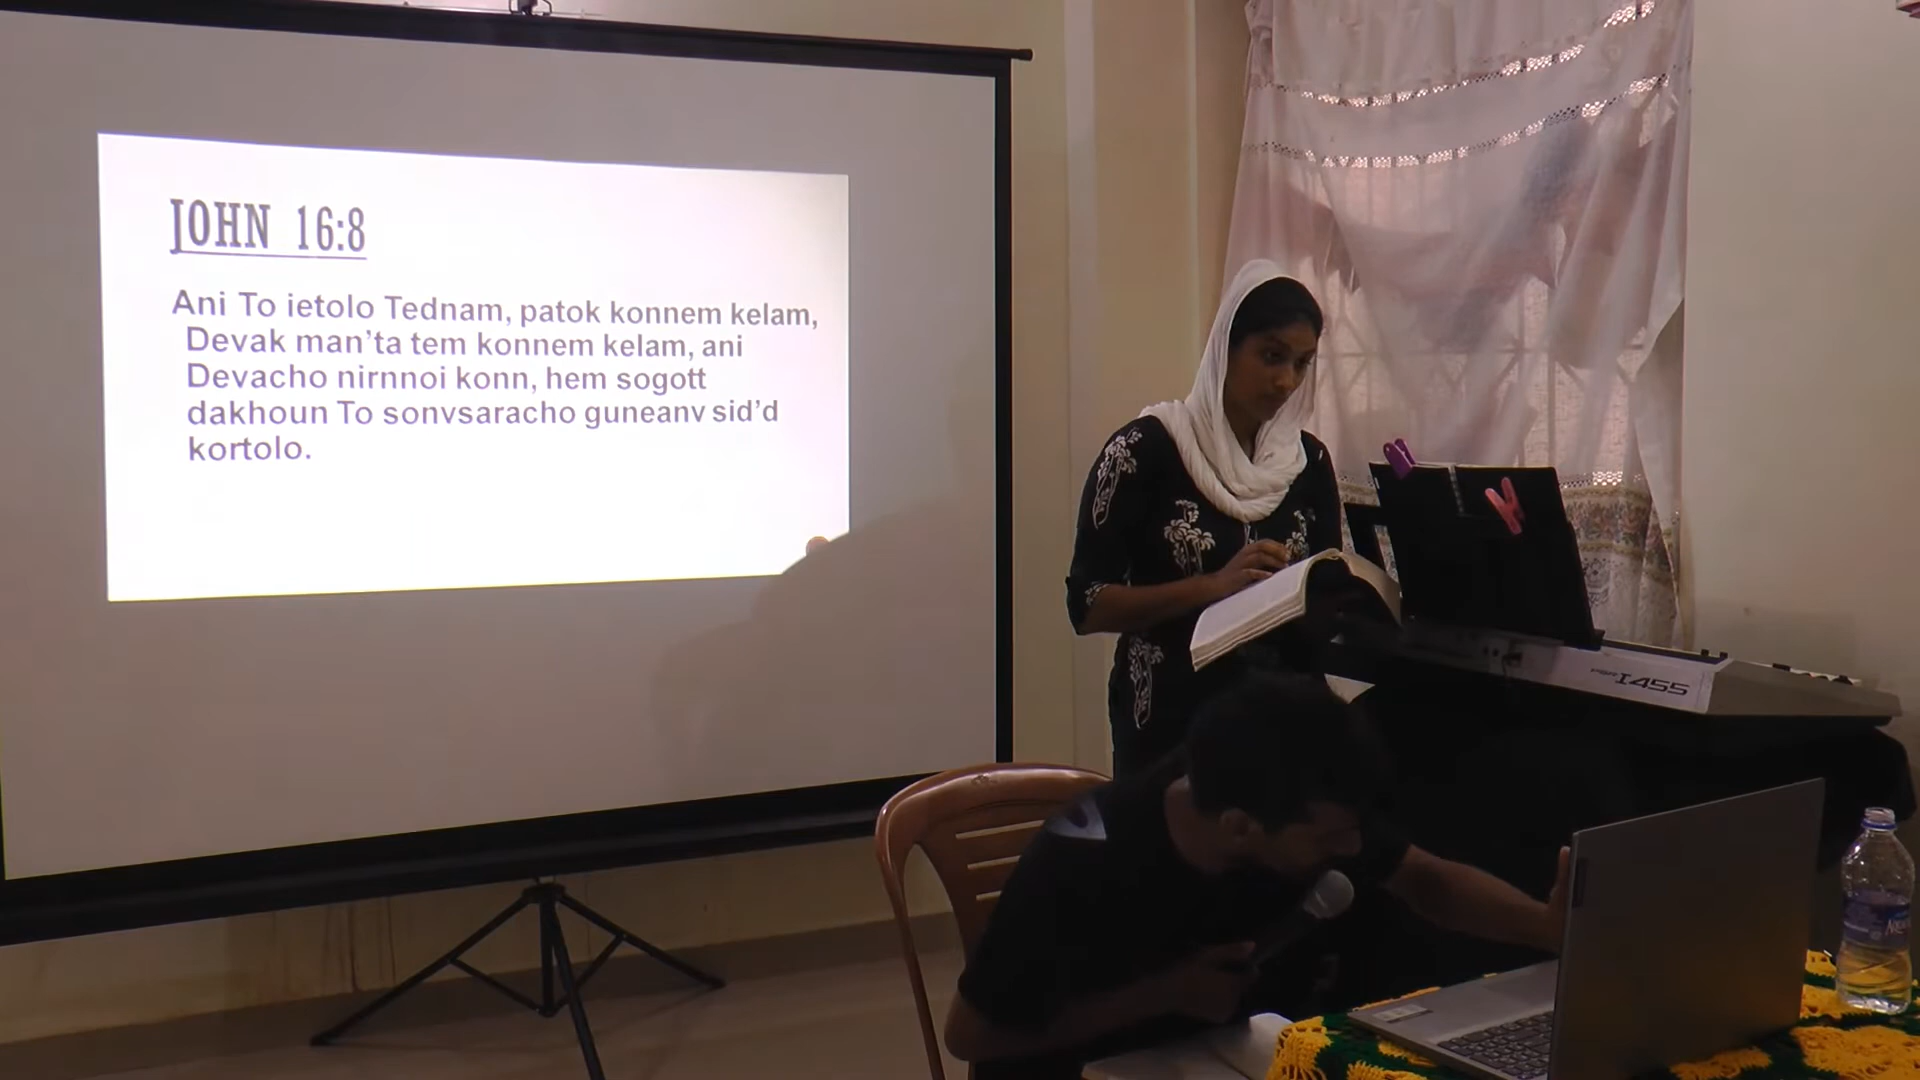 JOHN 16:8
Ani To ietolo Tednam, patok konnem kelam,
Devak man'ta tem konnem kelam, ani
Devacho nirnnoi konn, hem sogott
dakhoun To sonvsaracho guneanv sid'd
kortolo.
I455